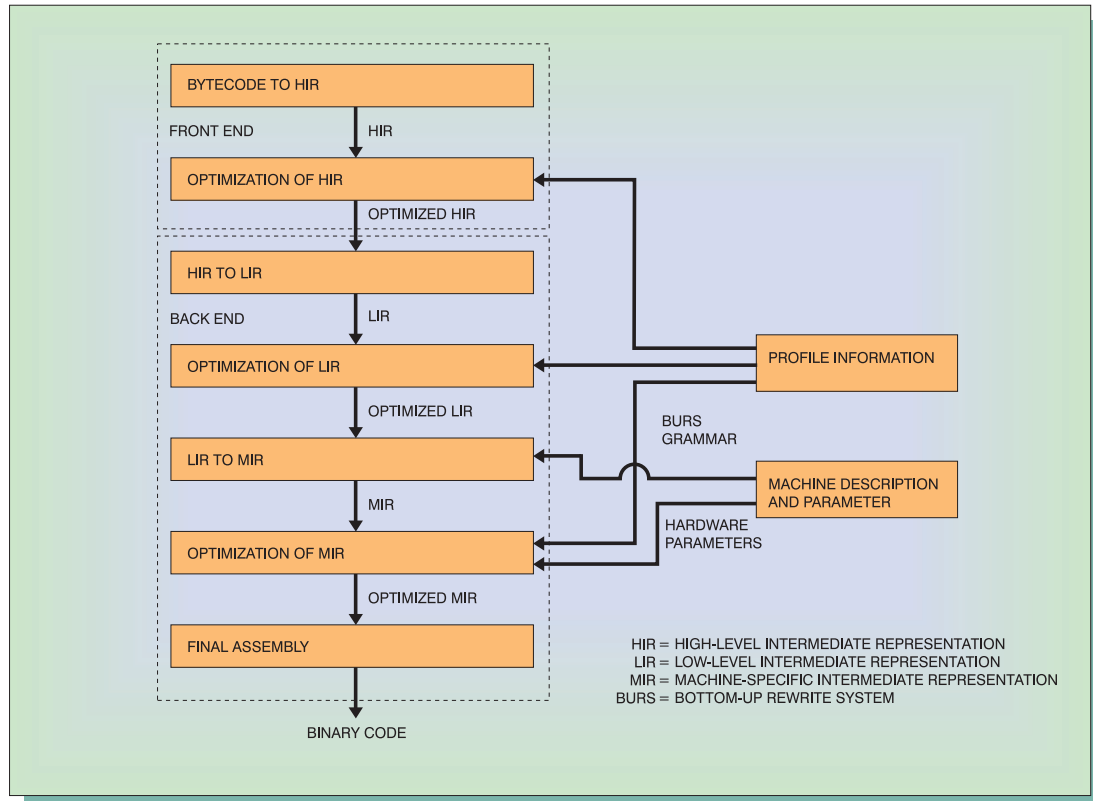 BYTECODE TO HIR
FRONT END
HIR
OPTIMIZATION OF HIR
OPTIMIZED HIR
HIR TO LIR
BACK END
LIR
OPTIMIZATION OF LIR
OPTIMIZED LIR
LIR TO MIR
MIR
OPTIMIZATION OF MIR
OPTIMIZED MIR
FINAL ASSEMBLY
BINARY CODE
PROFILE INFORMATION
BURS
GRAMMAR
MACHINE DESCRIPTION
AND PARAMETER
HARDWARE
PARAMETERS
HIR = HIGH-LEVEL INTERMEDIATE REPRESENTATION
LIR = LOW-LEVEL INTERMEDIATE REPRESENTATION
MIR = MACHINE-SPECIFIC INTERMEDIATE REPRESENTATION
BURS = BOTTOM-UP REWRITE SYSTEM